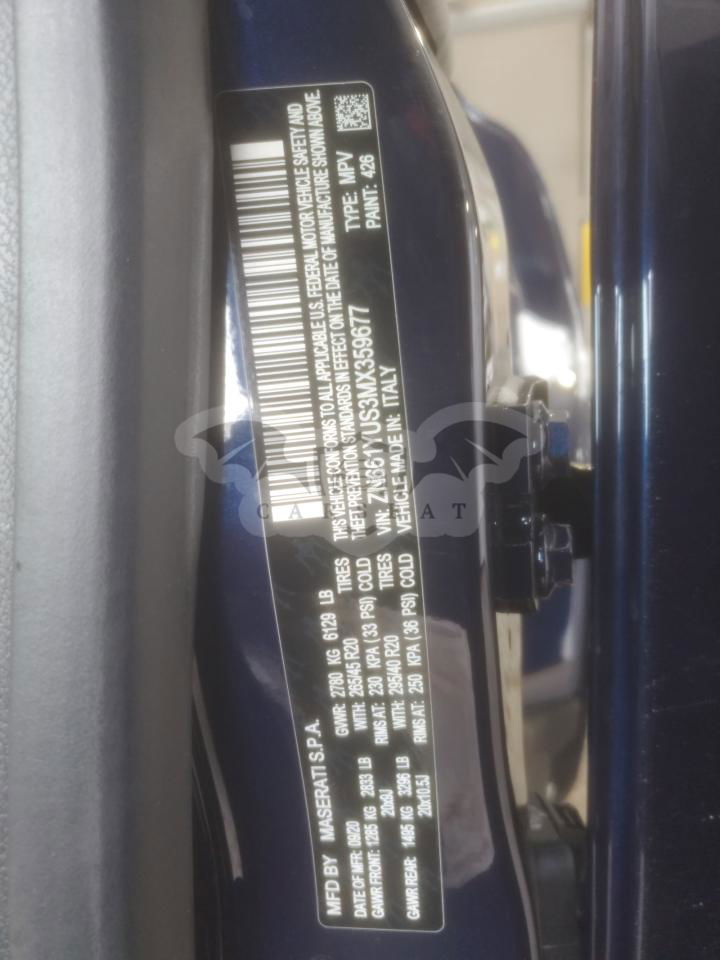 MFD BY MASERATI S.P.A.
DATE OF MFR: 09/20 GVWR: 2780 KG 6129 LB
GAWR FRONT: 1285 KG 2833 LB WITH: 265/45 R20 TIRES
20x9J RIMS AT: 230 KPA (33 PSI) COLD
GAWR REAR: 1495 KG 3296 LB WITH: 295/40 R20 TIRES
20x10.5J RIMS AT: 250 KPA (36 PSI) COLD
THIS VEHICLE CONFORMS TO ALL APPLICABLE U.S. FEDERAL MOTOR VEHICLE SAFETY AND
THEFT PREVENTION STANDARDS IN EFFECT ON THE DATE OF MANUFACTURE SHOWN ABOVE.
VIN: ZN661YUS3MX359677 TYPE: MPV
VEHICLE MADE IN: ITALY PAINT: 426